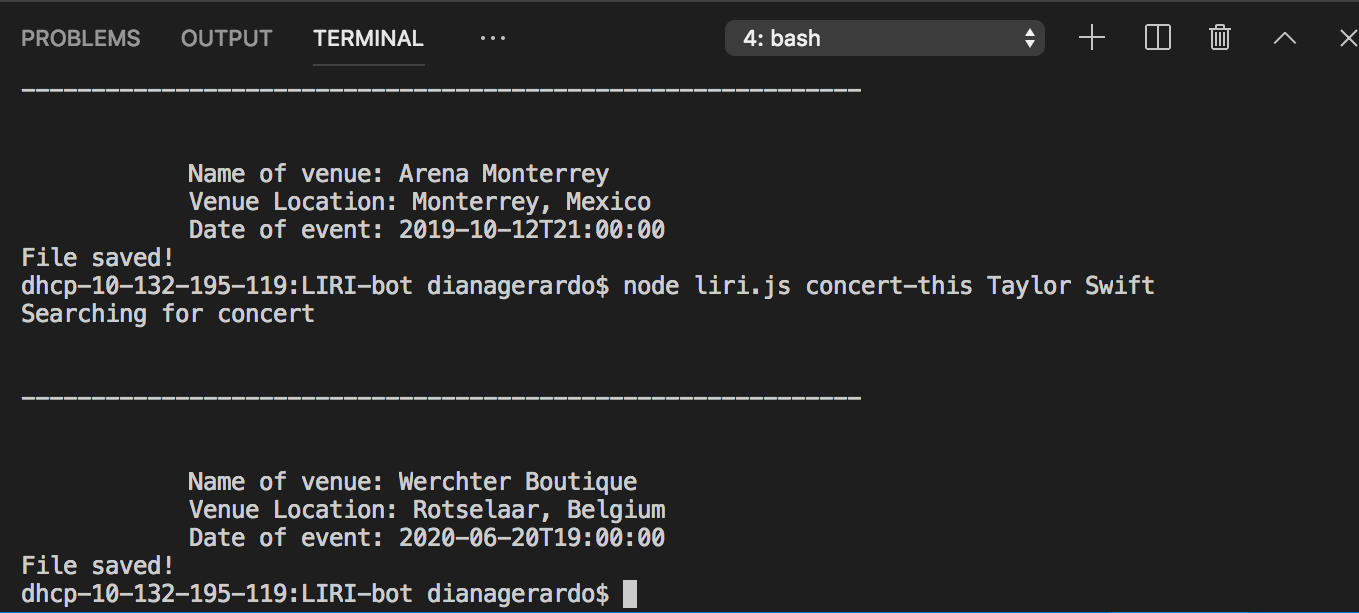 PROBLEMS OUTPUT TERMINAL ... 4: bash
------------------------------------------------------------
Name of venue: Arena Monterrey
Venue Location: Monterrey, Mexico
Date of event: 2019-10-12T21:00:00
File saved!
dhcp-10-132-195-119:LIRI-bot dianagerardo$ node liri.js concert-this Taylor Swift
Searching for concert
------------------------------------------------------------
Name of venue: Werchter Boutique
Venue Location: Rotselaar, Belgium
Date of event: 2020-06-20T19:00:00
File saved!
dhcp-10-132-195-119:LIRI-bot dianagerardo$